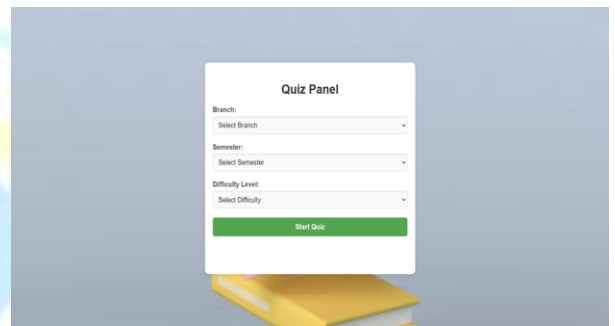 Quiz Panel
Branch:
Select Branch
Semester:
Select Semester
Difficulty Level:
Select Difficulty
Start Quiz